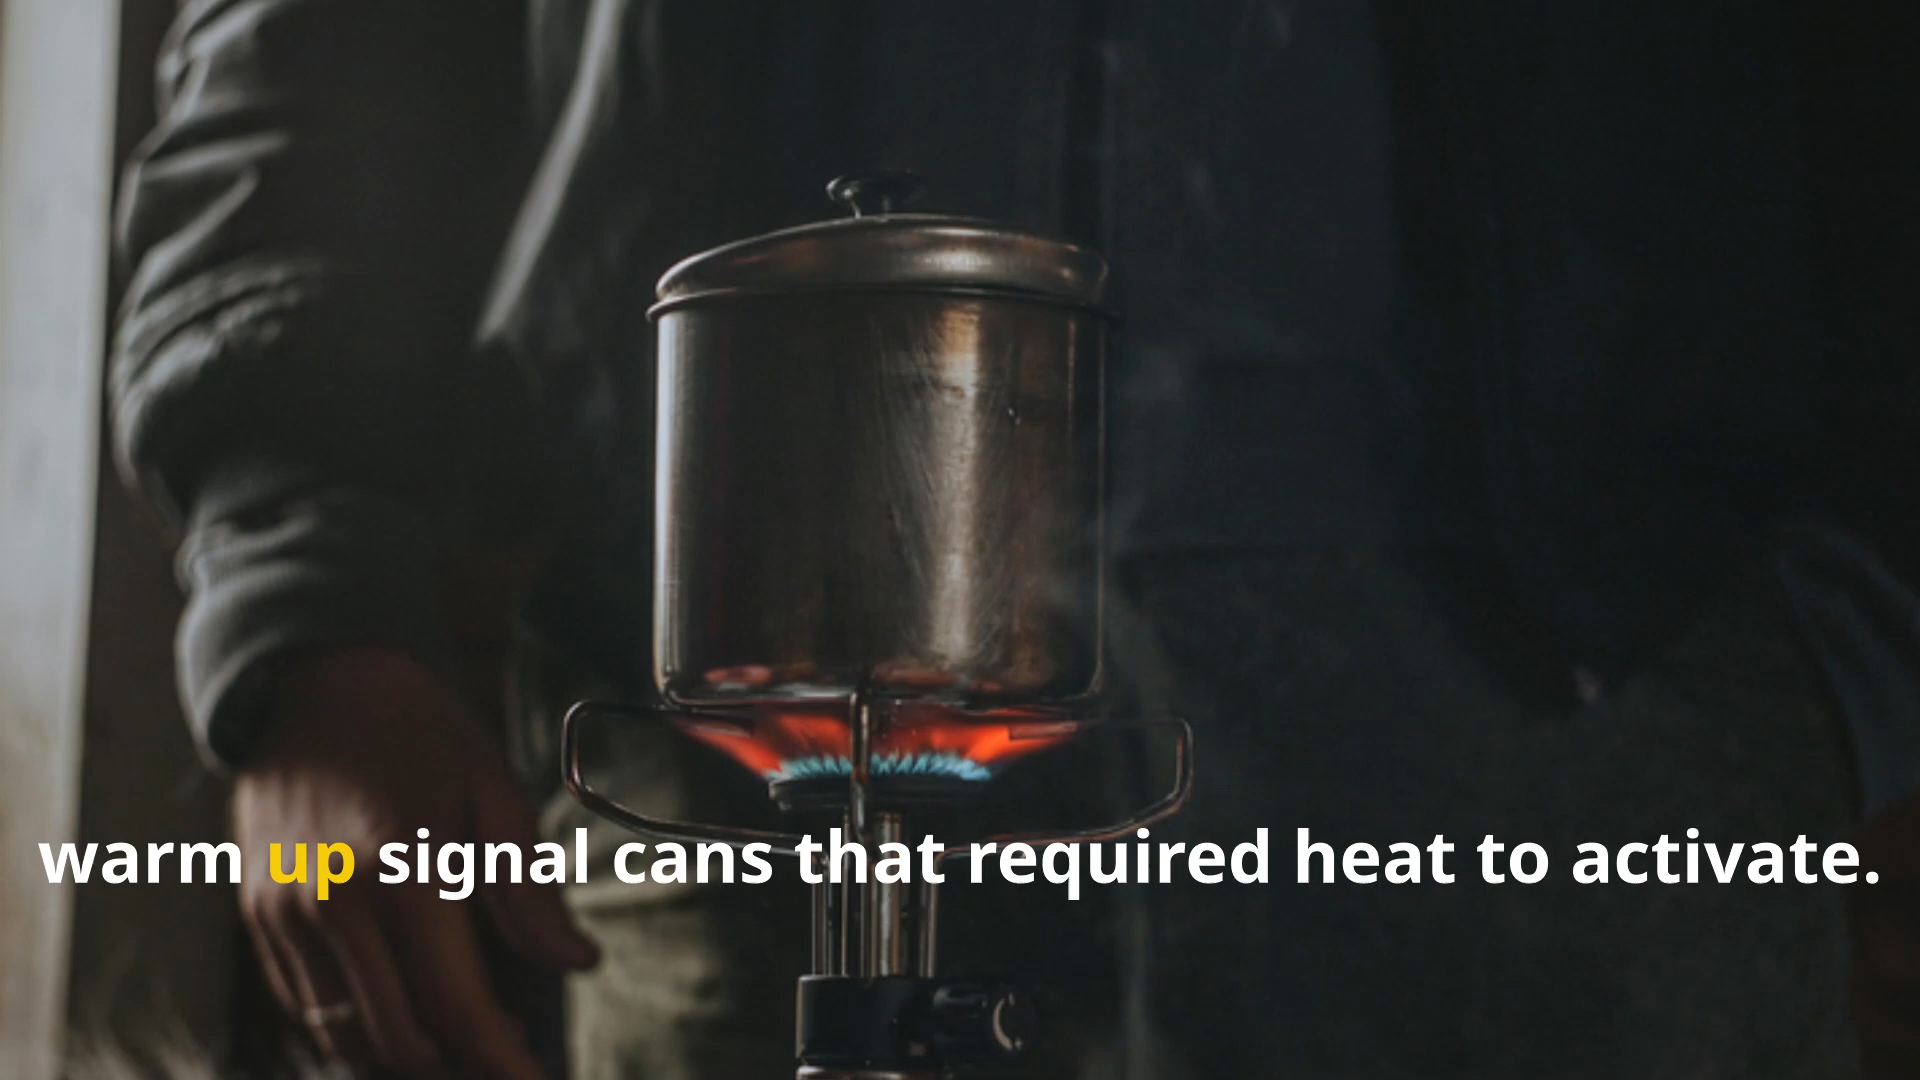 warm up signal cans that required heat to activate.